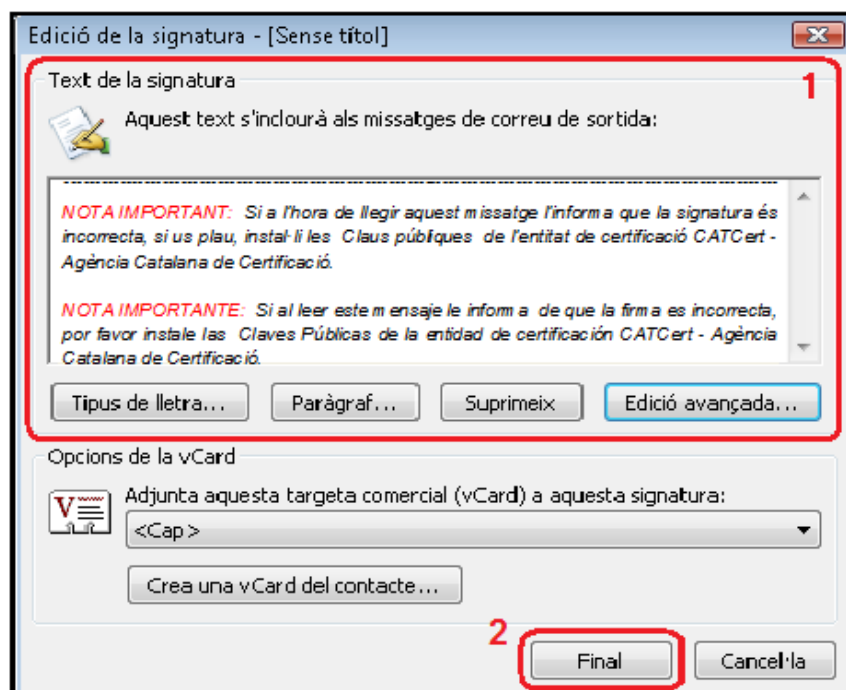 Edició de la signatura - [Sense títol]
Text de la signatura
1
Aquest text s'inclourà als missatges de correu de sortida:
NOTA IMPORTANT: Si a l'hora de llegir aquest missatge l'informa que la signatura és
incorrecta, si us plau, instal·li les Claus públiques de l'entitat de certificació CATCert -
Agència Catalana de Certificació.
NOTA IMPORTANTE: Si al leer este mensaje le informa de que la firma es incorrecta,
por favor instale las Claves Públicas de la entidad de certificación CATCert - Agència
Catalana de Certificació.
Tipus de lletra... Paràgraf... Suprimeix Edició avançada...
Opcions de la vCard
Adjunta aquesta targeta comercial (vCard) a aquesta signatura:
<Cap>
Crea una vCard del contacte...
2
Final Cancel·la